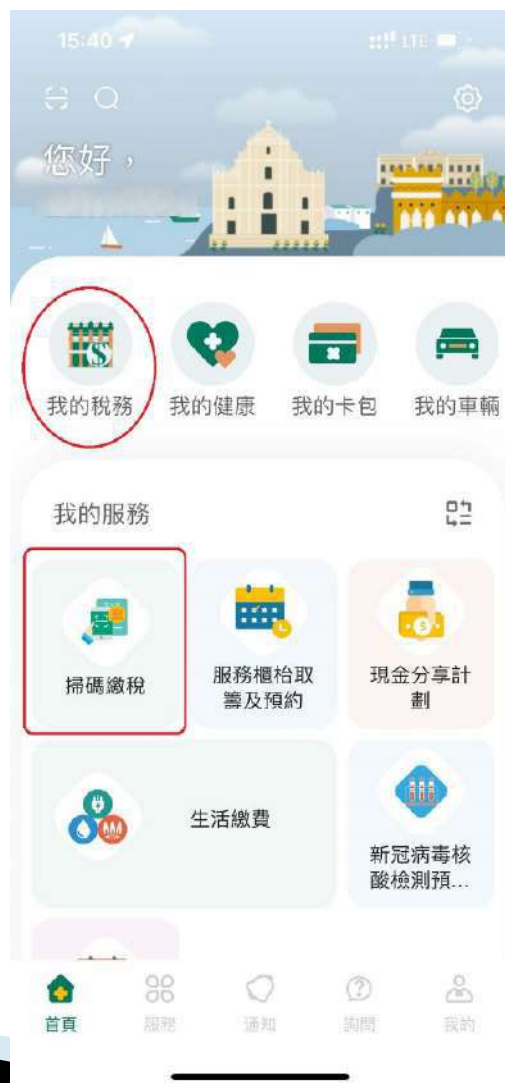 15:40
LTE
您好，
我的稅務
我的健康
我的卡包
我的車輛
我的服務
掃碼繳稅
服務櫃枱取
籌及預約
現金分享計
劃
生活繳費
新冠病毒核
酸檢測預...
首頁
服務
通知
詢問
我的